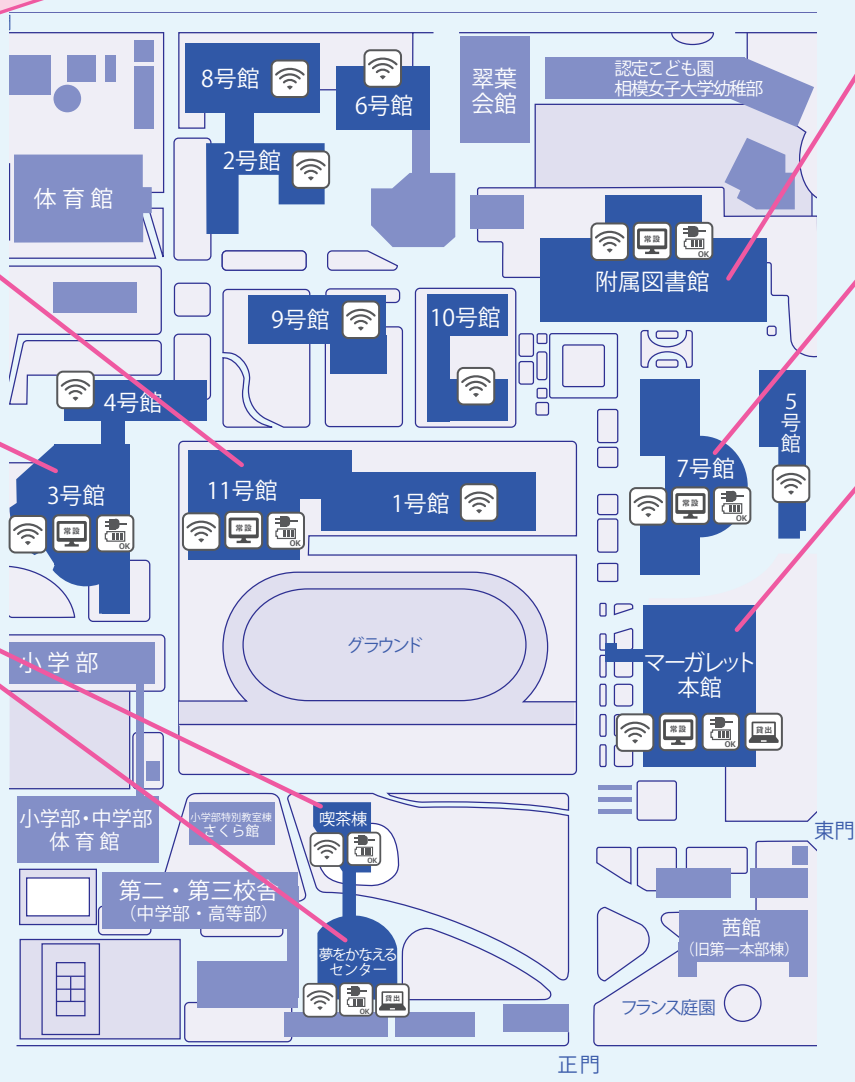 8号館
6号館
翠葉
会館
認定こども園
相模女子大学幼稚部
2号館
体育館
常設
OK
附属図書館
9号館
10号館
4号館
5
号
館
3号館
常設
OK
11号館
常設
OK
1号館
7号館
常設
OK
グラウンド
小学部
マーガレット
本館
常設
OK
貸出
小学部・中学部
体育館
小学部特別教室棟
さくら館
喫茶棟
OK
東門
第二・第三校舎
(中学部・高等部)
夢をかなえる
センター
OK
貸出
茜館
(旧第一本部棟)
フランス庭園
正門